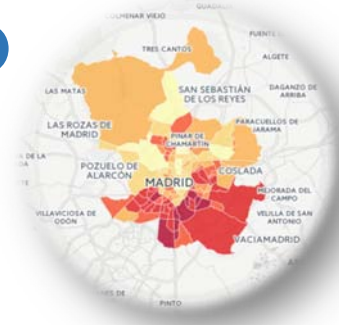 COLMENAR VIEJO
TRES CANTOS
ALGETE
LAS MATAS
SAN SEBASTIÁN
DE LOS REYES
DAGANZO DE
ARRIBA
LAS ROZAS DE
MADRID
PARACUELLOS DE
JARAMA
PINAR DE
CHAMARTÍN
POZUELO DE
ALARCÓN
COSLADA
MADRID
MEJORADA DEL
CAMPO
VILLAVICIOSA DE
ODÓN
VELILLA DE SAN
ANTONIO
VACIAMADRID
PINTO